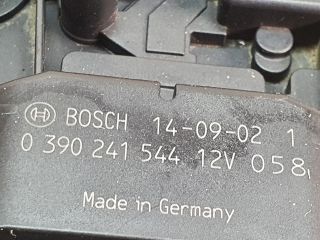 BOSCH 14-09-02 1
0 390 241 544 12V 058
Made in Germany